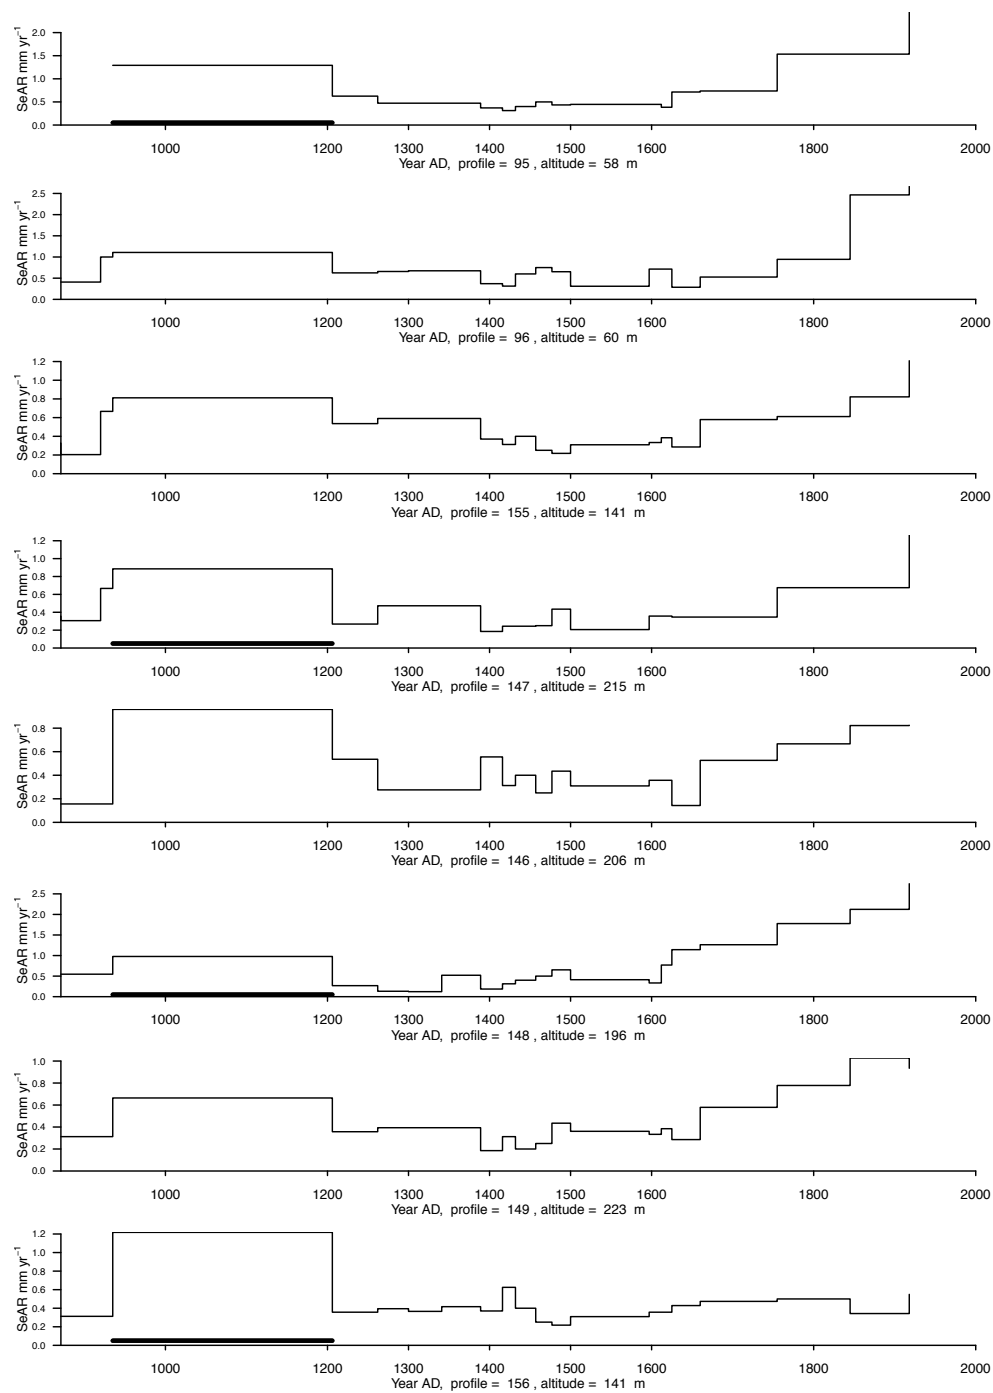 SeAR mm yr⁻¹
2.0
1.5
1.0
0.5
0.0
1000 1200 1300 1400 1500 1600 1800 2000
Year AD, profile = 95 , altitude = 58 m
SeAR mm yr⁻¹
2.5
2.0
1.5
1.0
0.5
0.0
1000 1200 1300 1400 1500 1600 1800 2000
Year AD, profile = 96 , altitude = 60 m
SeAR mm yr⁻¹
1.2
1.0
0.8
0.6
0.4
0.2
0.0
1000 1200 1300 1400 1500 1600 1800 2000
Year AD, profile = 155 , altitude = 141 m
SeAR mm yr⁻¹
1.2
1.0
0.8
0.6
0.4
0.2
0.0
1000 1200 1300 1400 1500 1600 1800 2000
Year AD, profile = 147 , altitude = 215 m
SeAR mm yr⁻¹
0.8
0.6
0.4
0.2
0.0
1000 1200 1300 1400 1500 1600 1800 2000
Year AD, profile = 146 , altitude = 206 m
SeAR mm yr⁻¹
2.5
2.0
1.5
1.0
0.5
0.0
1000 1200 1300 1400 1500 1600 1800 2000
Year AD, profile = 148 , altitude = 196 m
SeAR mm yr⁻¹
1.0
0.8
0.6
0.4
0.2
0.0
1000 1200 1300 1400 1500 1600 1800 2000
Year AD, profile = 149 , altitude = 223 m
SeAR mm yr⁻¹
1.2
1.0
0.8
0.6
0.4
0.2
0.0
1000 1200 1300 1400 1500 1600 1800 2000
Year AD, profile = 156 , altitude = 141 m